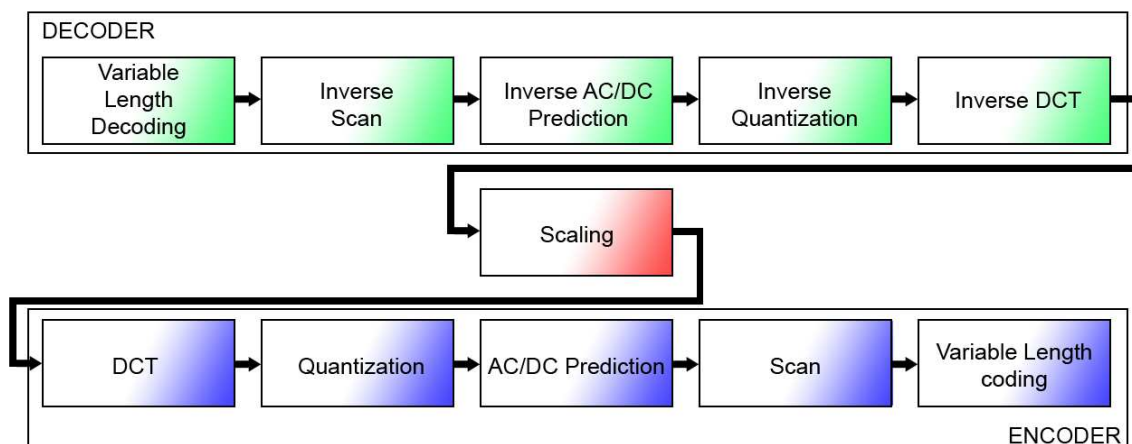 DECODER
Variable
Length
Decoding
Inverse
Scan
Inverse AC/DC
Prediction
Inverse
Quantization
Inverse DCT
Scaling
DCT
Quantization
AC/DC Prediction
Scan
Variable Length
coding
ENCODER